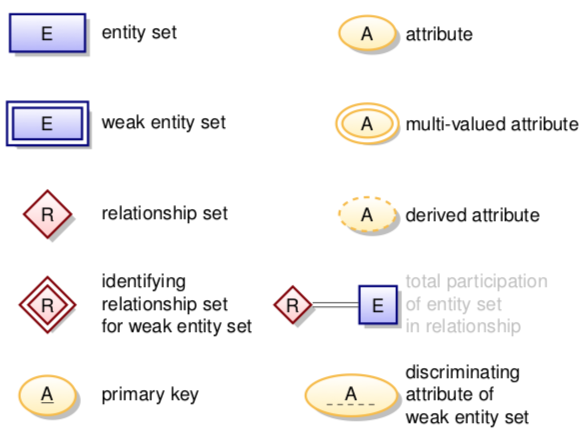 E entity set
A attribute
E weak entity set
A multi-valued attribute
R relationship set
A derived attribute
R identifying
relationship set
for weak entity set
R E total participation
of entity set
in relationship
A primary key
A discriminating
attribute of
weak entity set